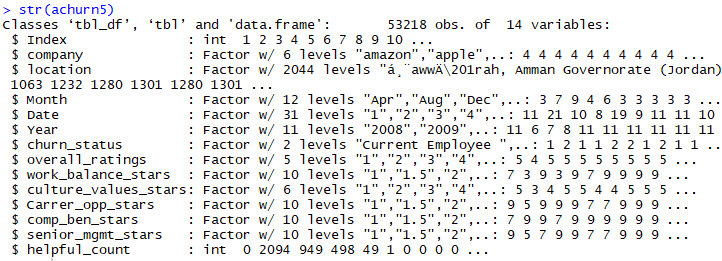 > str(achurn5)
Classes ‘tbl_df’, ‘tbl’ and 'data.frame':	53218 obs. of  14 variables:
 $ Index               : int  1 2 3 4 5 6 7 8 9 10 ...
 $ company             : Factor w/ 6 levels "amazon","apple",..: 4 4 4 4 4 4 4 4 4 4 ...
 $ location            : Factor w/ 2044 levels "á¸¨awwÄ\201rah, Amman Governorate (Jordan)
1063 1232 1280 1301 1280 1301 ...
 $ Month               : Factor w/ 12 levels "Apr","Aug","Dec",..: 3 7 9 4 6 3 3 3 3 3 ...
 $ Date                : Factor w/ 31 levels "1","2","3","4",..: 11 21 10 8 19 9 11 11 10
 $ Year                : Factor w/ 11 levels "2008","2009",..: 11 6 7 8 11 11 11 11 11 11
 $ churn_status        : Factor w/ 2 levels "Current Employee ",..: 1 2 1 1 2 2 1 2 1 1 ..
 $ overall_ratings     : Factor w/ 5 levels "1","2","3","4",..: 5 4 5 5 5 5 5 5 5 5 ...
 $ work_balance_stars  : Factor w/ 10 levels "1","1.5","2",..: 7 3 9 3 9 7 9 9 9 9 ...
 $ culture_values_stars: Factor w/ 6 levels "1","2","3","4",..: 5 3 4 5 5 4 4 5 5 5 ...
 $ Carrer_opp_stars    : Factor w/ 10 levels "1","1.5","2",..: 9 5 9 9 9 7 7 9 9 9 ...
 $ comp_ben_stars      : Factor w/ 10 levels "1","1.5","2",..: 7 9 9 7 9 9 9 9 9 9 ...
 $ senior_mgmt_stars   : Factor w/ 10 levels "1","1.5","2",..: 9 5 7 9 9 7 7 9 9 9 ...
 $ helpful_count       : int  0 2094 949 498 49 1 0 0 0 0 ...